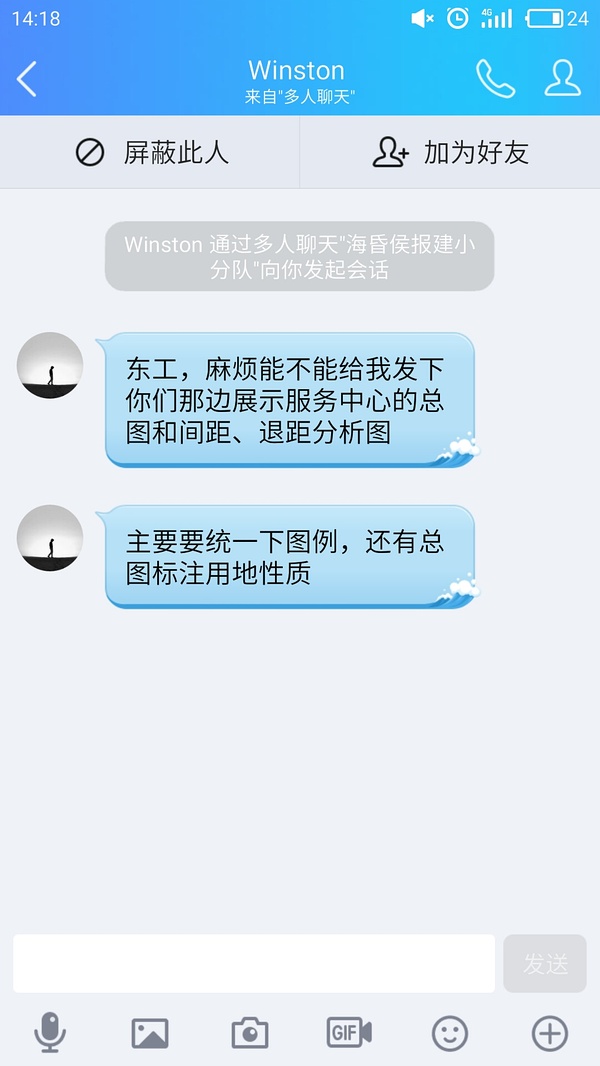 14:18
4G
24
Winston
来自"多人聊天"
屏蔽此人
加为好友
Winston 通过多人聊天"海昏侯报建小
分队"向你发起会话
东工，麻烦能不能给我发下
你们那边展示服务中心的总
图和间距、退距分析图
主要要统一下图例，还有总
图标注用地性质
发送
GIF